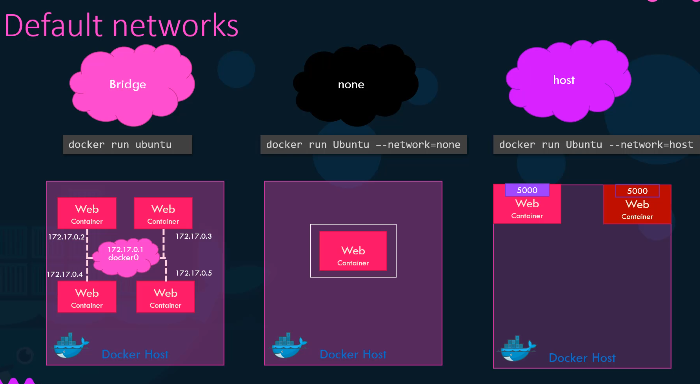 Default networks
Bridge
none
host
docker run ubuntu
docker run Ubuntu --network=none
docker run Ubuntu --network=host
Web
Container
Web
Container
172.17.0.2
172.17.0.3
172.17.0.1
docker0
172.17.0.4
172.17.0.5
Web
Container
Web
Container
Docker Host
Web
Container
Docker Host
5000
Web
Container
5000
Web
Container
Docker Host